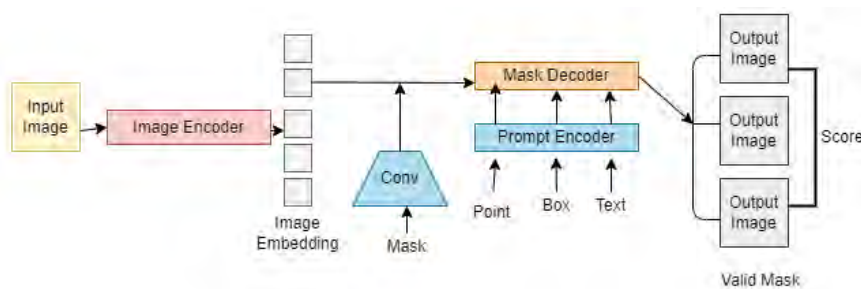 Input
Image
Image Encoder
Image
Embedding
Conv
Mask
Mask Decoder
Prompt Encoder
Point
Box
Text
Output
Image
Output
Image
Output
Image
Score
Valid Mask